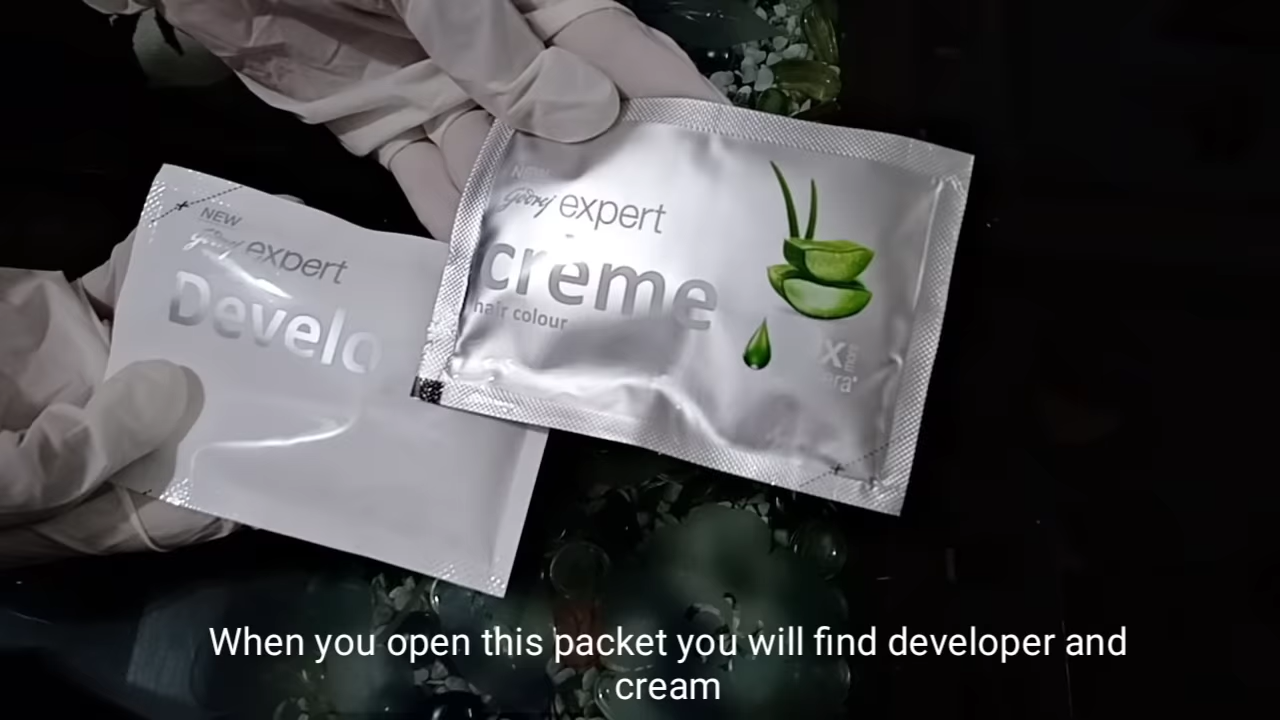 NEW
Godrej expert
Develo
NEW
Godrej expert
crème
hair colour
When you open this packet you will find developer and
cream